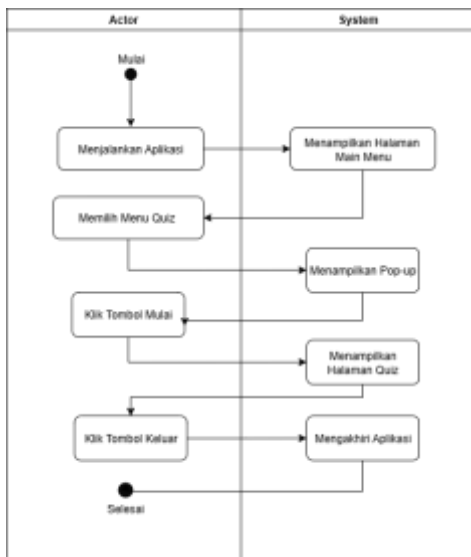 Actor
System
Mulai
Menjalankan Aplikasi
Menampilkan Halaman
Main Menu
Memilih Menu Quiz
Menampilkan Pop-up
Klik Tombol Mulai
Menampilkan
Halaman Quiz
Klik Tombol Keluar
Mengakhiri Aplikasi
Selesai